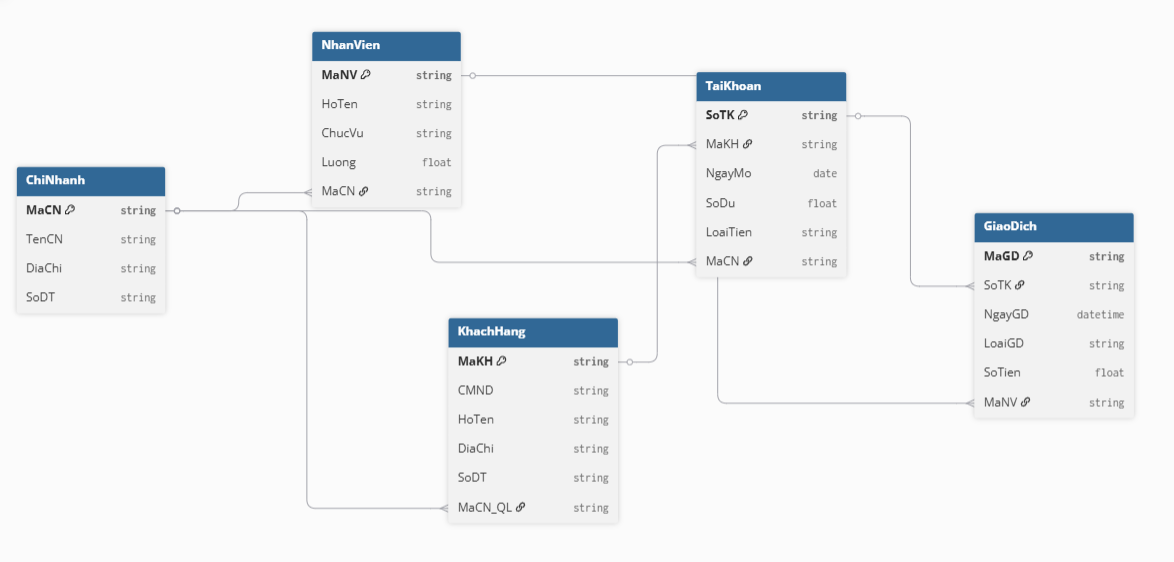 NhanVien
MaNV string
HoTen string
ChucVu string
Luong float
MaCN string
TaiKhoan
SoTK string
MaKH string
NgayMo date
SoDu float
LoaiTien string
MaCN string
ChiNhanh
MaCN string
TenCN string
DiaChi string
SoDT string
GiaoDich
MaGD string
SoTK string
NgayGD datetime
LoaiGD string
SoTien float
MaNV string
KhachHang
MaKH string
CMND string
HoTen string
DiaChi string
SoDT string
MaCN_QL string